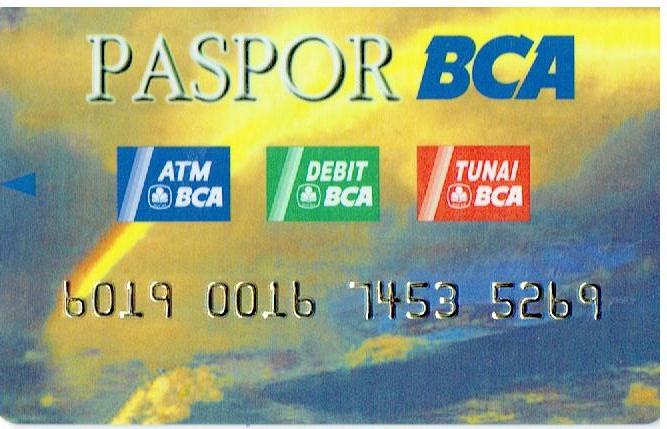 PASPOR BCA
ATM BCA
DEBIT BCA
TUNAI BCA
6019 0016 7453 5269